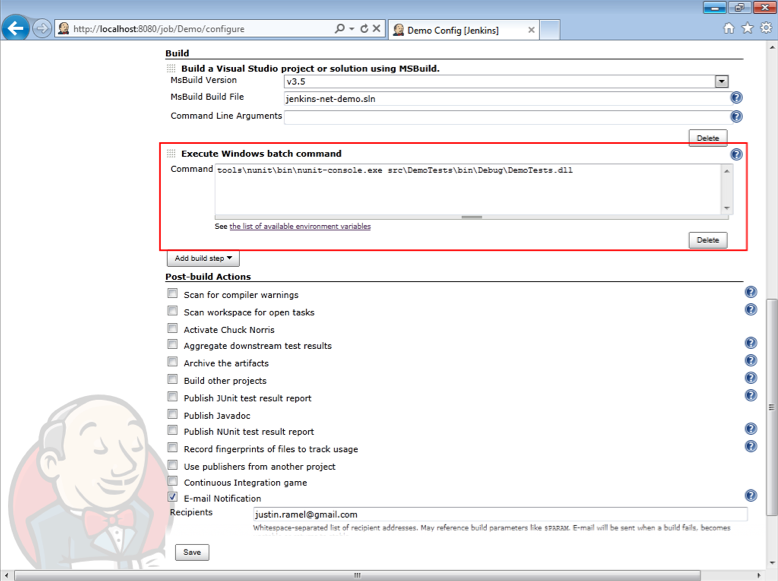 http://localhost:8080/job/Demo/configure
Demo Config [Jenkins]
Build
Build a Visual Studio project or solution using MSBuild.
MsBuild Version v3.5
MsBuild Build File jenkins-net-demo.sln
Command Line Arguments
Delete
Execute Windows batch command
Command tools\nunit\bin\nunit-console.exe src\DemoTests\bin\Debug\DemoTests.dll
See the list of available environment variables
Delete
Add build step
Post-build Actions
Scan for compiler warnings
Scan workspace for open tasks
Activate Chuck Norris
Aggregate downstream test results
Archive the artifacts
Build other projects
Publish JUnit test result report
Publish Javadoc
Publish NUnit test result report
Record fingerprints of files to track usage
Use publishers from another project
Continuous Integration game
E-mail Notification
Recipients justin.ramel@gmail.com
Whitespace-separated list of recipient addresses. May reference build parameters like $PARAM. E-mail will be sent when a build fails, becomes
Save